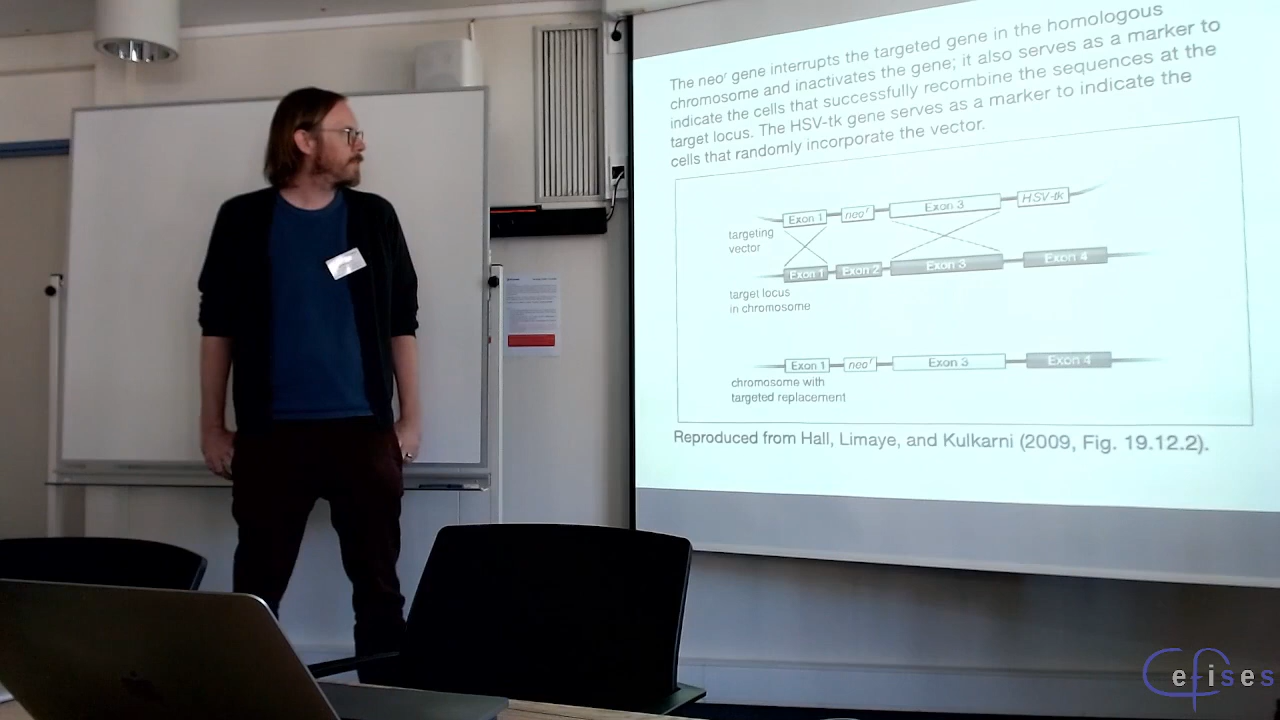 The neoʳ gene interrupts the targeted gene in the homologous
chromosome and inactivates the gene; it also serves as a marker to
indicate the cells that successfully recombine the sequences at the
target locus. The HSV-tk gene serves as a marker to indicate the
cells that randomly incorporate the vector.
Exon 1 neoʳ Exon 3 HSV-tk
targeting
vector
Exon 1 Exon 2 Exon 3 Exon 4
target locus
in chromosome
Exon 1 neoʳ Exon 3 Exon 4
chromosome with
targeted replacement
Reproduced from Hall, Limaye, and Kulkarni (2009, Fig. 19.12.2).
Cefises